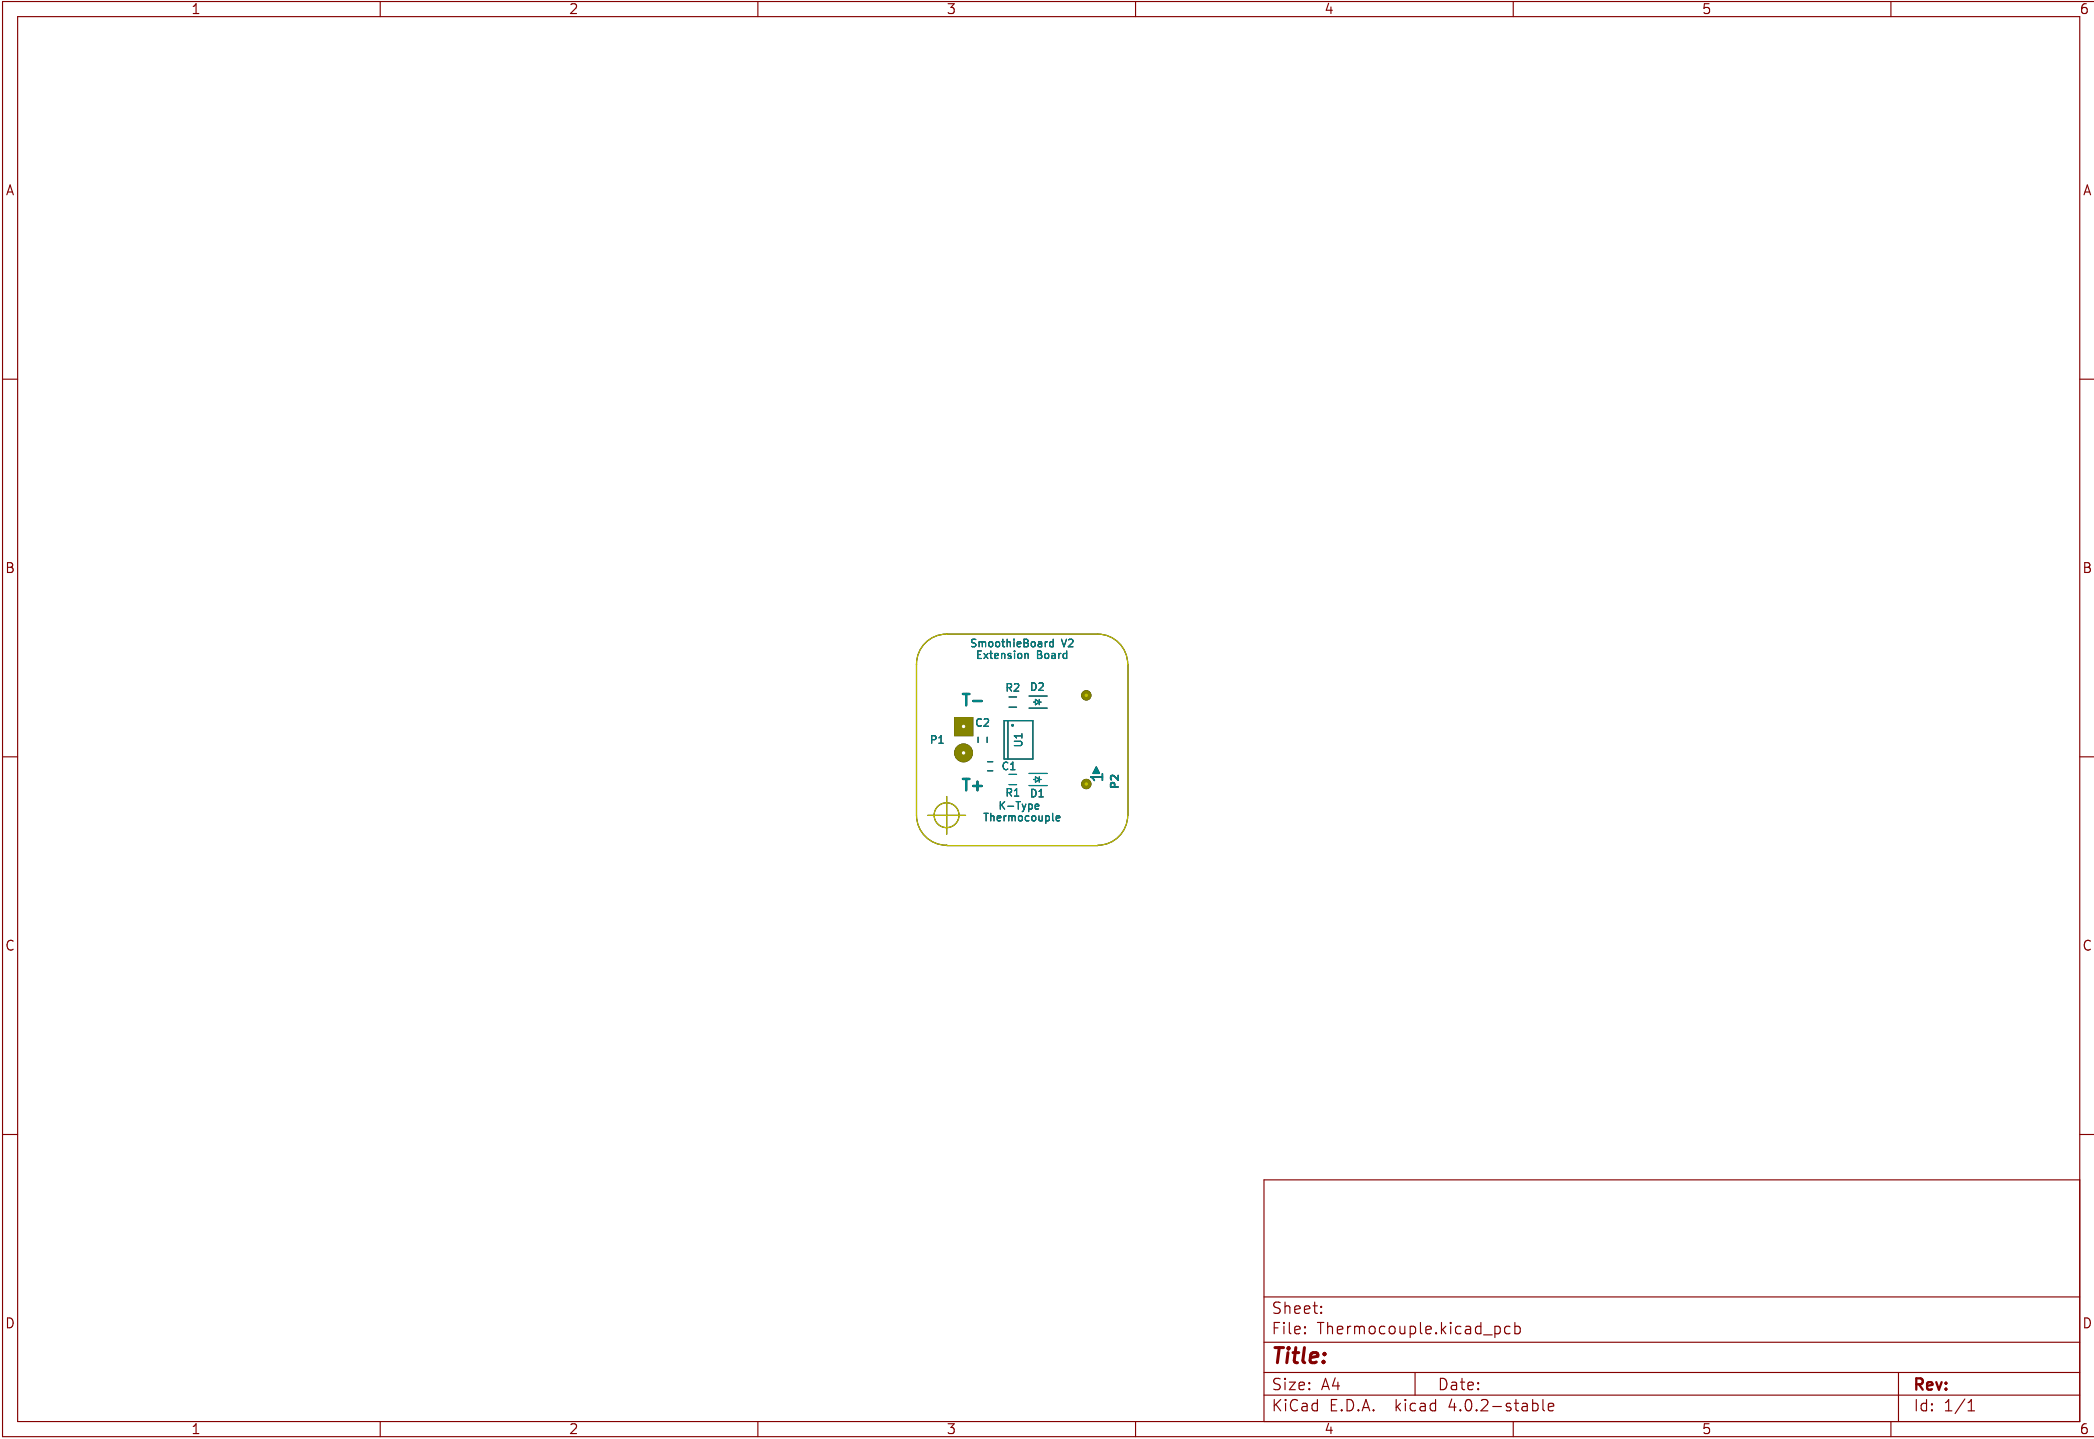 1 2 3 4 5 6
A A
B B
SmoothieBoard V2
Extension Board
R2 D2
T-
C2
P1 U1
C1
1 P2
T+
R1 D1
K-Type
Thermocouple
C C
Sheet:
File: Thermocouple.kicad_pcb
D D
Title:
Size: A4 Date: Rev:
KiCad E.D.A. kicad 4.0.2-stable Id: 1/1
1 2 3 4 5 6